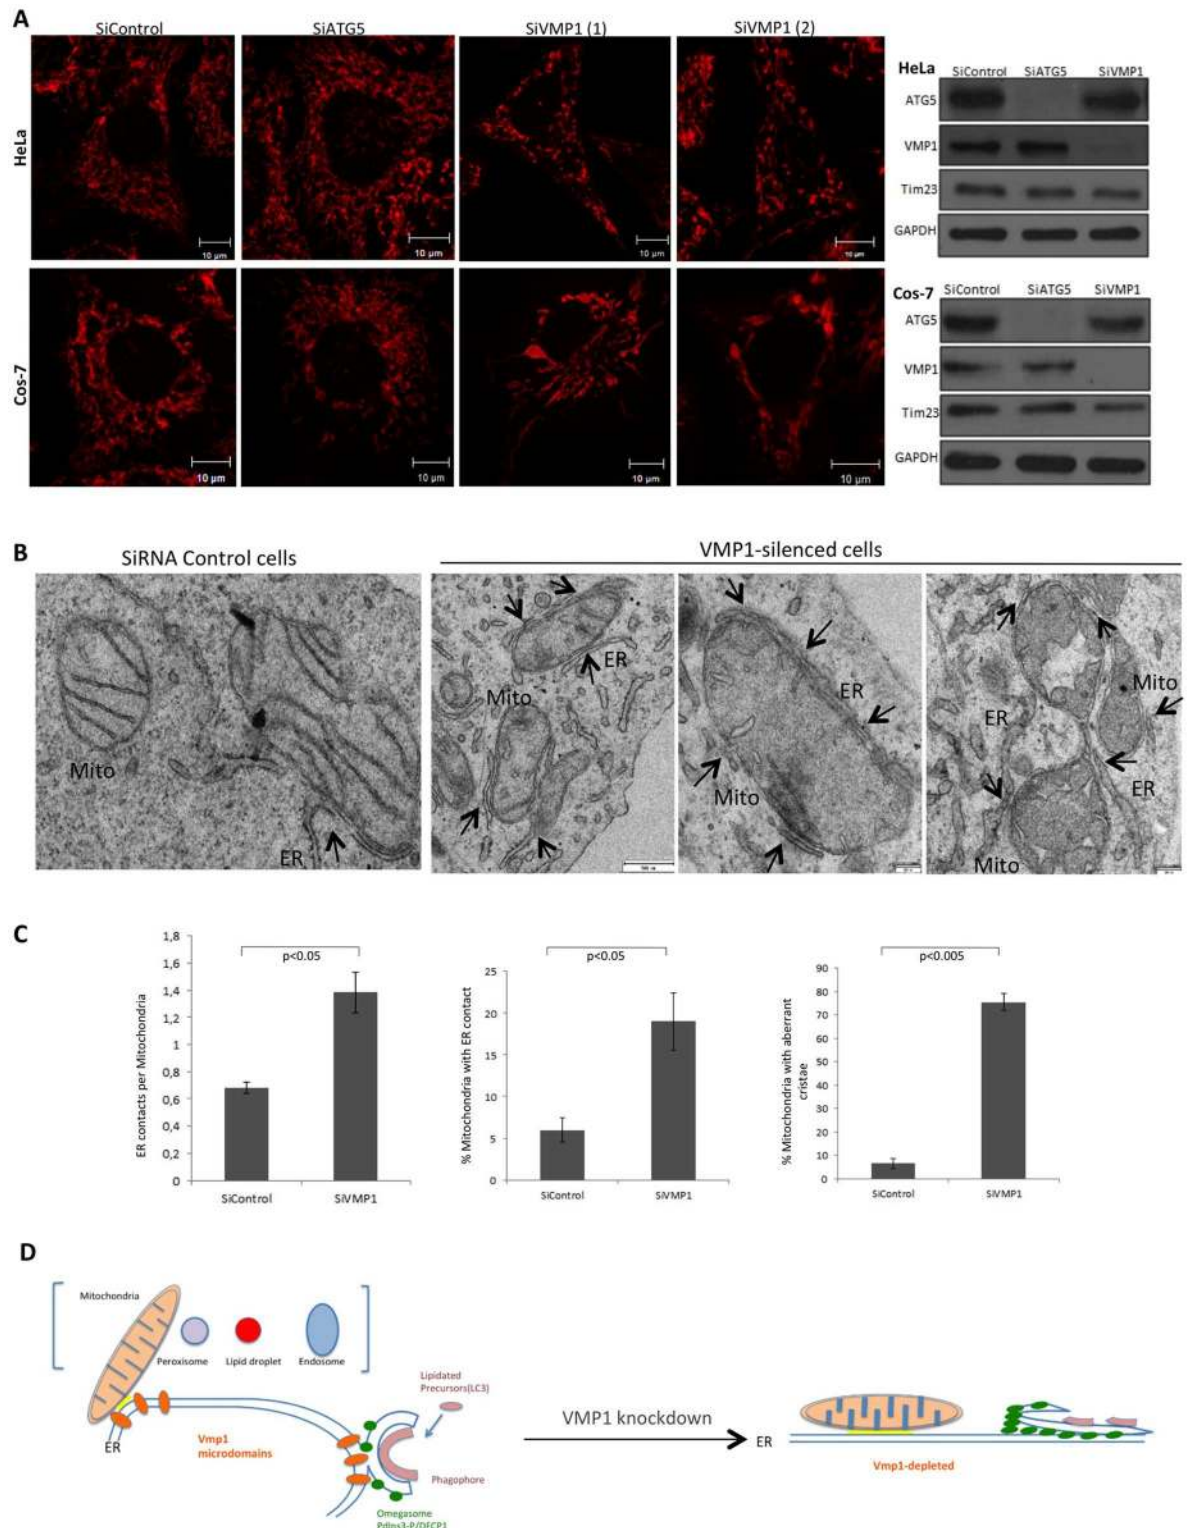 A
SiControl
SiATG5
SiVMP1 (1)
SiVMP1 (2)
HeLa
10 µm
10 µm
10 µm
10 µm
Cos-7
10 µm
10 µm
10 µm
10 µm
HeLa
SiControl
SiATG5
SiVMP1
ATG5
VMP1
Tim23
GAPDH
Cos-7
SiControl
SiATG5
SiVMP1
ATG5
VMP1
Tim23
GAPDH
B
SiRNA Control cells
VMP1-silenced cells
Mito
ER
ER
Mito
ER
Mito
Mito
ER
ER
Mito
C
ER contacts per Mitochondria
1,8
1,6
1,4
1,2
1
0,8
0,6
0,4
0,2
0
p<0.05
SiControl
SiVMP1
% Mitochondria with ER contact
25
20
15
10
5
0
p<0.05
SiControl
SiVMP1
% Mitochondria with aberrant
cristae
90
80
70
60
50
40
30
20
10
0
p<0.005
SiControl
SiVMP1
D
Mitochondria
Peroxisome
Lipid droplet
Endosome
ER
Vmp1
microdomains
Lipidated
Precursors(LC3)
Phagophore
Omegasome
PdIns3-P/DFCP1
VMP1 knockdown
ER
Vmp1-depleted